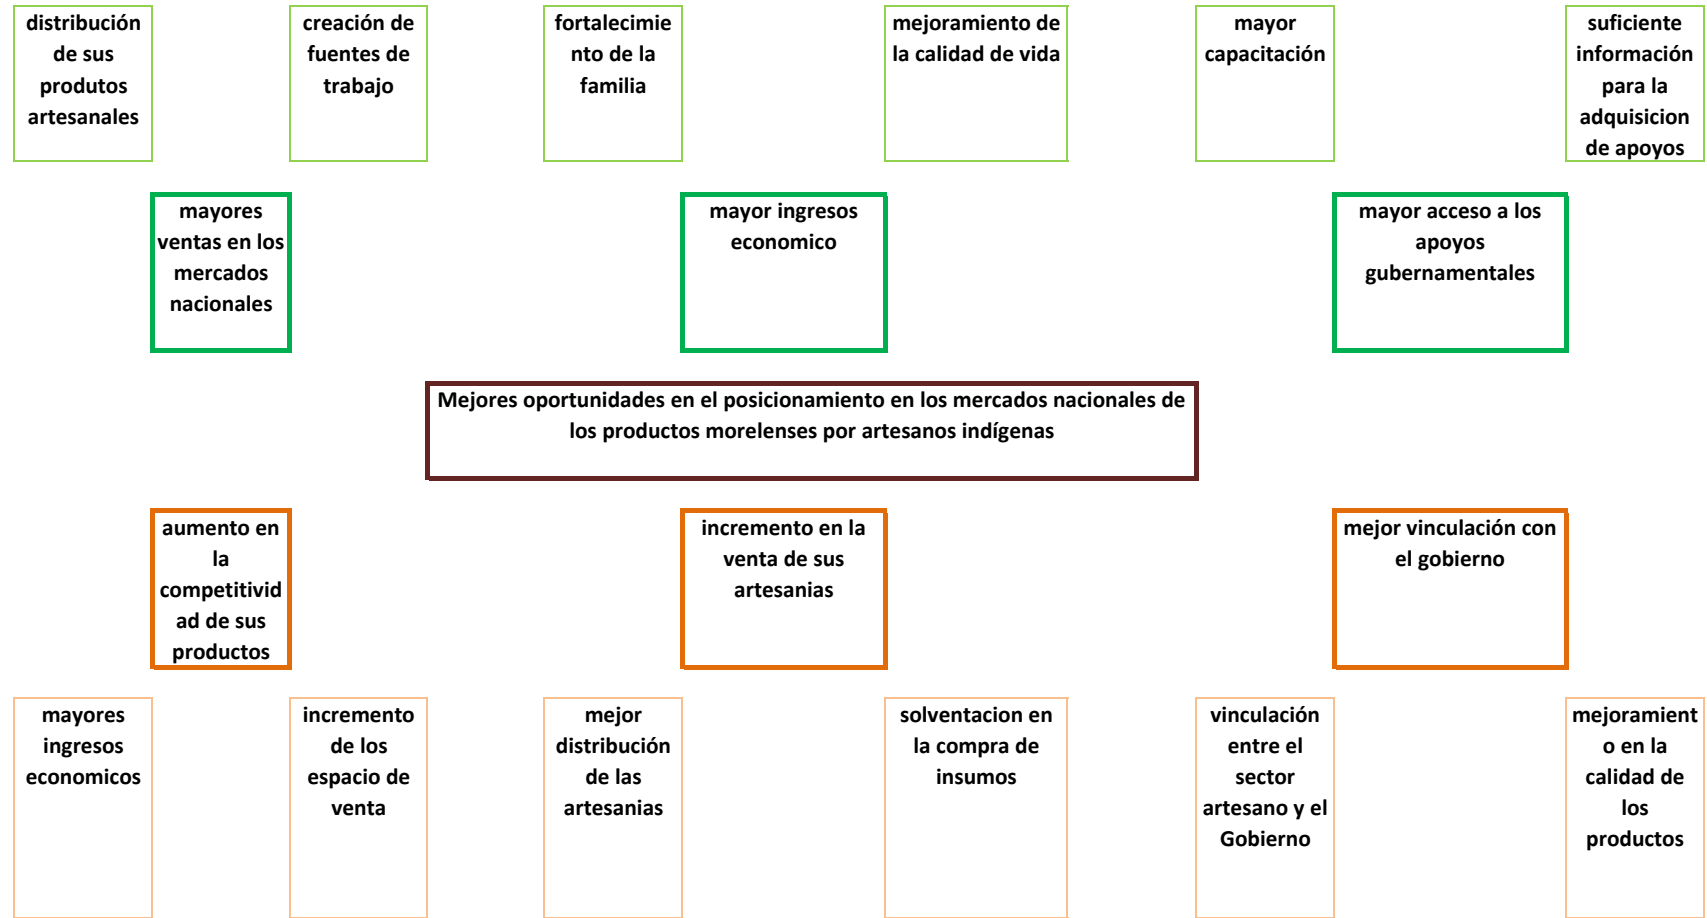 distribución
de sus
produtos
artesanales
creación de
fuentes de
trabajo
fortalecimie
nto de la
familia
mejoramiento de
la calidad de vida
mayor
capacitación
suficiente
información
para la
adquisicion
de apoyos
mayores
ventas en los
mercados
nacionales
mayor ingresos
economico
mayor acceso a los
apoyos
gubernamentales
Mejores oportunidades en el posicionamiento en los mercados nacionales de
los productos morelenses por artesanos indígenas
aumento en
la
competitivid
ad de sus
productos
incremento en la
venta de sus
artesanias
mejor vinculación con
el gobierno
mayores
ingresos
economicos
incremento
de los
espacio de
venta
mejor
distribución
de las
artesanias
solventacion en
la compra de
insumos
vinculación
entre el
sector
artesano y el
Gobierno
mejoramient
o en la
calidad de
los
productos